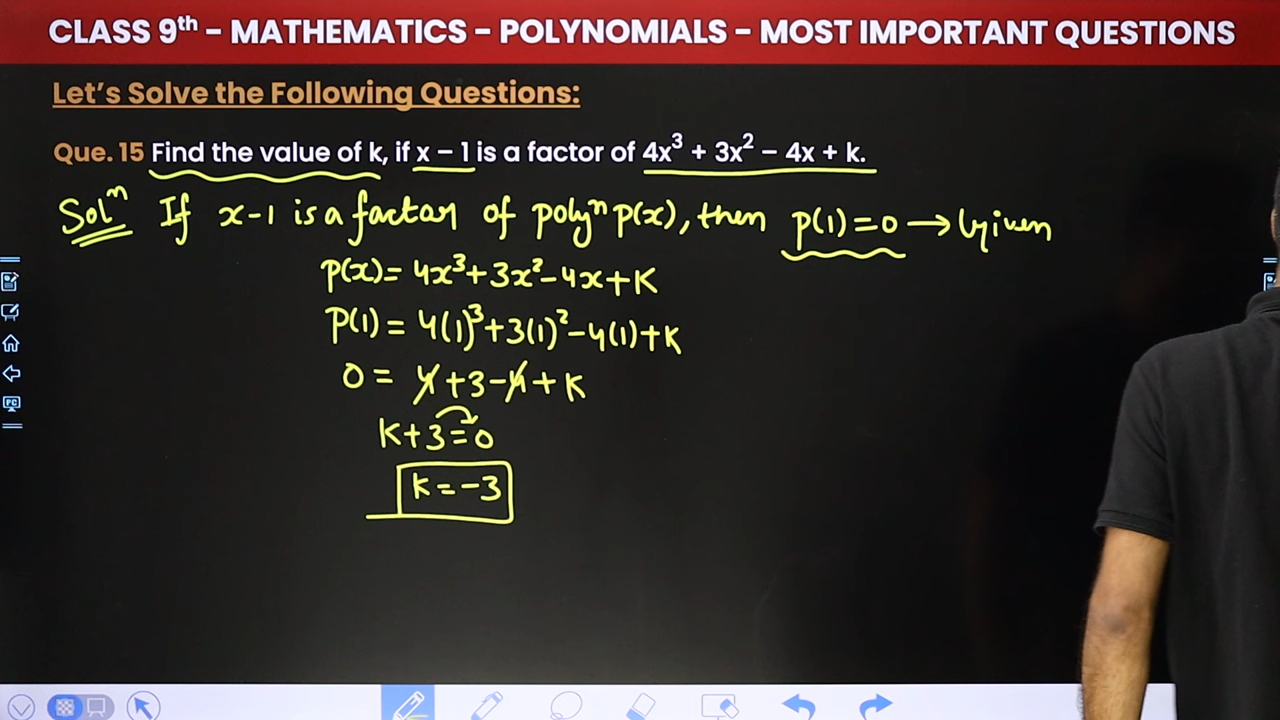 CLASS 9th – MATHEMATICS – POLYNOMIALS – MOST IMPORTANT QUESTIONS
Let's Solve the Following Questions:
Que. 15 Find the value of k, if x – 1 is a factor of 4x³ + 3x² – 4x + k.
Solⁿ If x-1 is a factor of polyⁿ p(x), then p(1)=0 → Given
P(x)= 4x³+3x²-4x+K
P(1) = 4(1)³+3(1)²-4(1)+K
0 = 4+3-4+K
K+3=0
K=-3
PC